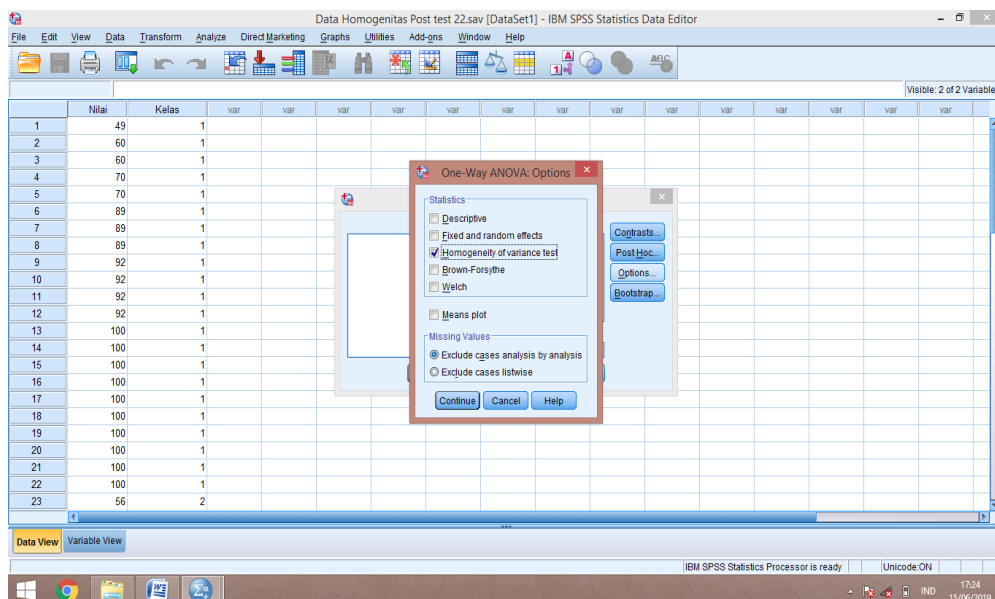 Data Homogenitas Post test 22.sav [DataSet1] - IBM SPSS Statistics Data Editor
File Edit View Data Transform Analyze Direct Marketing Graphs Utilities Add-ons Window Help
Visible: 2 of 2 Variable
Nilai Kelas var var var var var var var var var var var var
1 49 1
2 60 1
3 60 1
4 70 1
5 70 1
6 89 1
7 89 1
8 89 1
9 92 1
10 92 1
11 92 1
12 92 1
13 100 1
14 100 1
15 100 1
16 100 1
17 100 1
18 100 1
19 100 1
20 100 1
21 100 1
22 100 1
23 56 2
One-Way ANOVA: Options
Statistics
Descriptive
Fixed and random effects
Homogeneity of variance test
Brown-Forsythe
Welch
Means plot
Missing Values
Exclude cases analysis by analysis
Exclude cases listwise
Continue Cancel Help
Contrasts...
Post Hoc...
Options...
Bootstrap...
Data View Variable View
IBM SPSS Statistics Processor is ready Unicode:ON
IND 17:24
15/06/2019